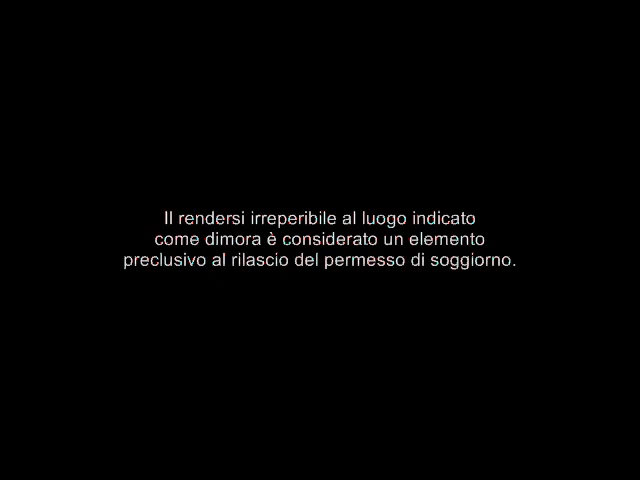 Il rendersi irreperibile al luogo indicato
come dimora è considerato un elemento
preclusivo al rilascio del permesso di soggiorno.